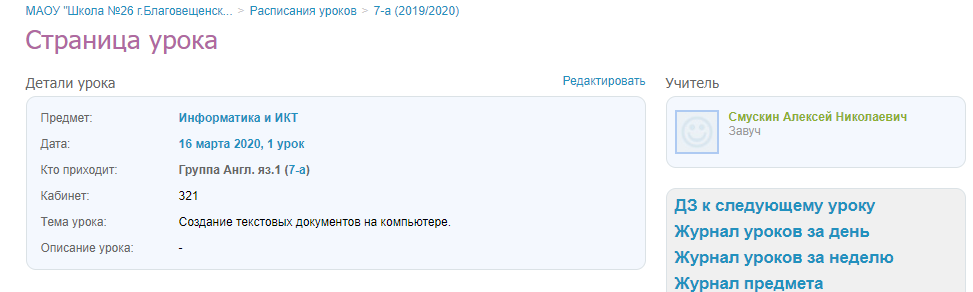 МАОУ "Школа №26 г.Благовещенск... > Расписания уроков > 7-а (2019/2020)
Страница урока
Детали урока
Редактировать
Предмет: Информатика и ИКТ
Дата: 16 марта 2020, 1 урок
Кто приходит: Группа Англ. яз.1 (7-а)
Кабинет: 321
Тема урока: Создание текстовых документов на компьютере.
Описание урока: -
Учитель
Смускин Алексей Николаевич
Завуч
ДЗ к следующему уроку
Журнал уроков за день
Журнал уроков за неделю
Журнал предмета